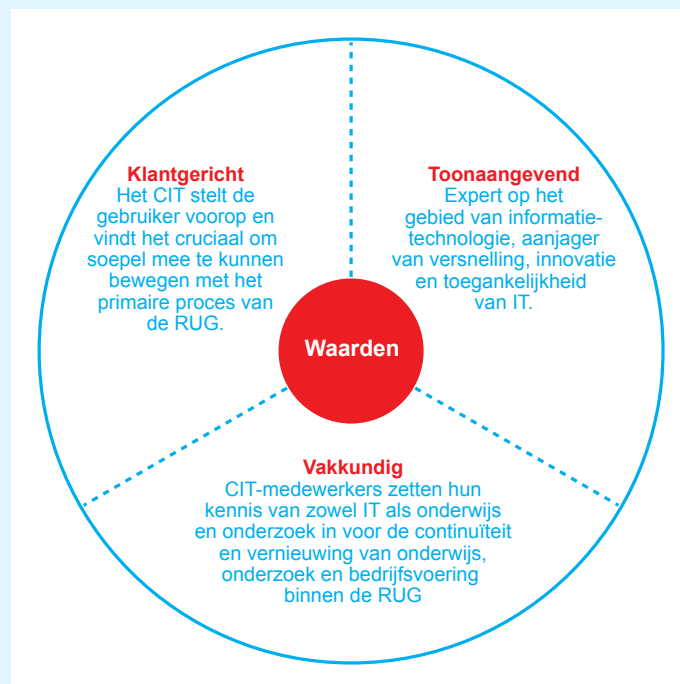 Klantgericht
Het CIT stelt de
gebruiker voorop en
vindt het cruciaal om
soepel mee te kunnen
bewegen met het
primaire proces van
de RUG.
Toonaangevend
Expert op het
gebied van informatie-
technologie, aanjager
van versnelling, innovatie
en toegankelijkheid
van IT.
Waarden
Vakkundig
CIT-medewerkers zetten hun
kennis van zowel IT als onderwijs
en onderzoek in voor de continuïteit
en vernieuwing van onderwijs,
onderzoek en bedrijfsvoering
binnen de RUG